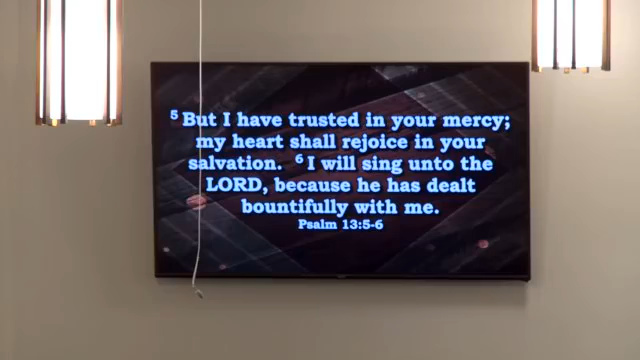 5 But I have trusted in your mercy;
my heart shall rejoice in your
salvation. 6 I will sing unto the
LORD, because he has dealt
bountifully with me.
Psalm 13:5-6